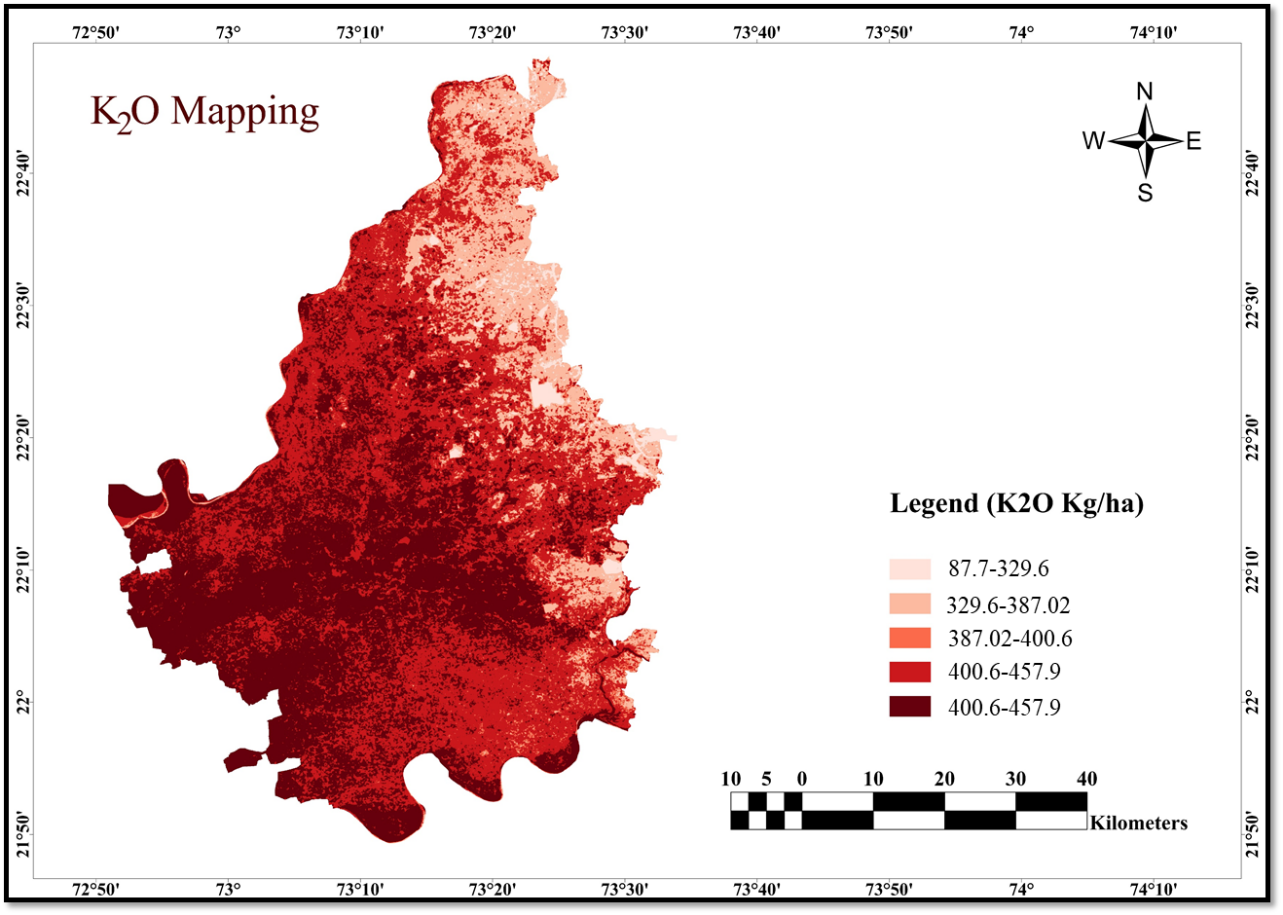 72°50' 73° 73°10' 73°20' 73°30' 73°40' 73°50' 74° 74°10'
K₂O Mapping
N
W E
S
22°40' 22°40'
22°30' 22°30'
22°20' 22°20'
Legend (K2O Kg/ha)
87.7-329.6
22°10' 22°10'
329.6-387.02
387.02-400.6
400.6-457.9
400.6-457.9
22° 22°
10 5 0 10 20 30 40
Kilometers
21°50' 21°50'
72°50' 73° 73°10' 73°20' 73°30' 73°40' 73°50' 74° 74°10'